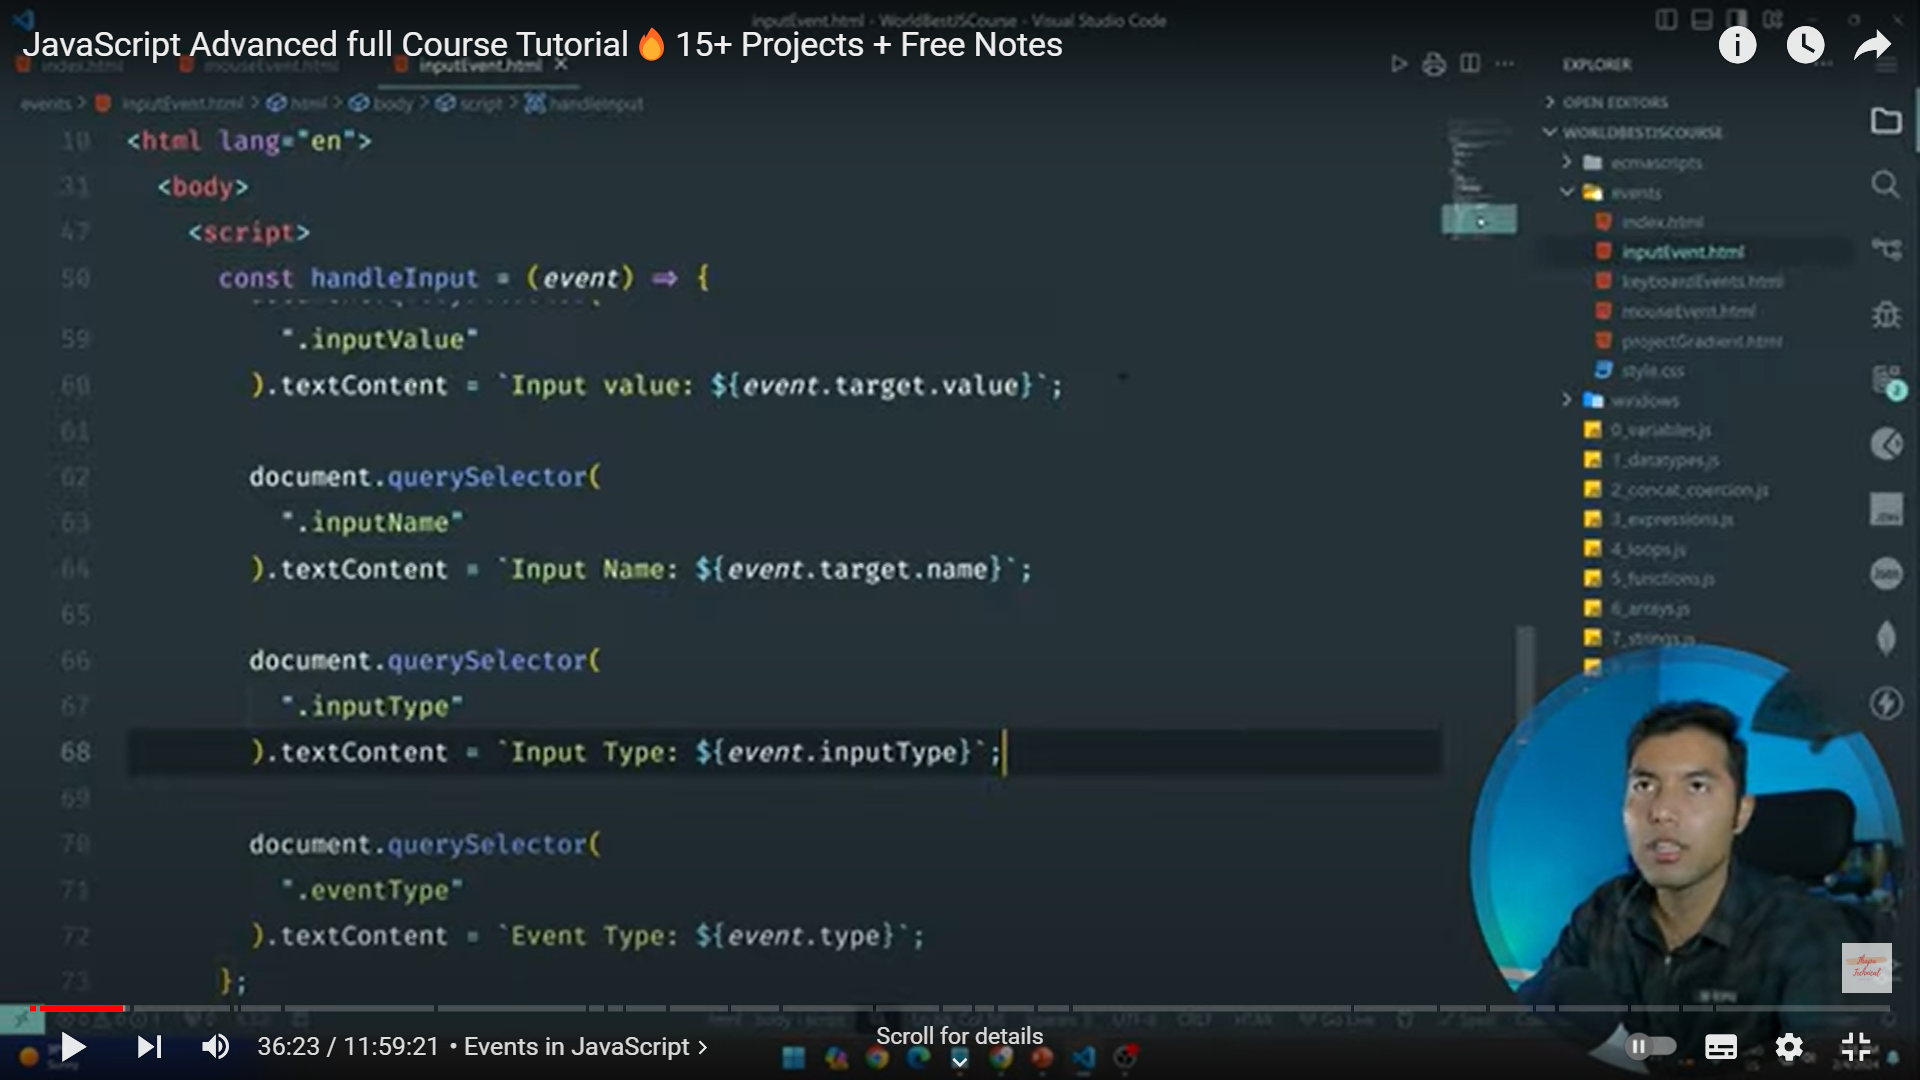 inputEvent.html - WorldBestJSCourse - Visual Studio Code
JavaScript Advanced full Course Tutorial🔥 15+ Projects + Free Notes
index.html mouseEvent.html inputEvent.html ×
events > inputEvent.html > html > body > script > handleInput
10 <html lang="en">
31 <body>
47 <script>
50 const handleInput = (event) ⇒ {
59 ".inputValue"
60 ).textContent = `Input value: ${event.target.value}`;
61
62 document.querySelector(
63 ".inputName"
64 ).textContent = `Input Name: ${event.target.name}`;
65
66 document.querySelector(
67 ".inputType"
68 ).textContent = `Input Type: ${event.inputType}`;
69
70 document.querySelector(
71 ".eventType"
72 ).textContent = `Event Type: ${event.type}`;
73 };
EXPLORER
OPEN EDITORS
WORLDBESTJSCOURSE
ecmascripts
events
index.html
inputEvent.html
keyboardEvents.html
mouseEvent.html
projectGradient.html
style.css
windows
0_variables.js
1_datatypes.js
2_concat_coercion.js
3_expressions.js
4_loops.js
5_functions.js
6_arrays.js
7_strings.js
Thapa
Technical
36:23 / 11:59:21 • Events in JavaScript >
Scroll for details